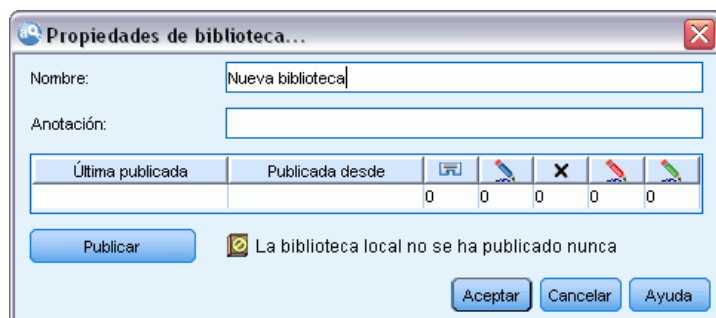 Propiedades de biblioteca...
Nombre: Nueva biblioteca
Anotación:
Última publicada Publicada desde
0 0 0 0 0
Publicar La biblioteca local no se ha publicado nunca
Aceptar Cancelar Ayuda